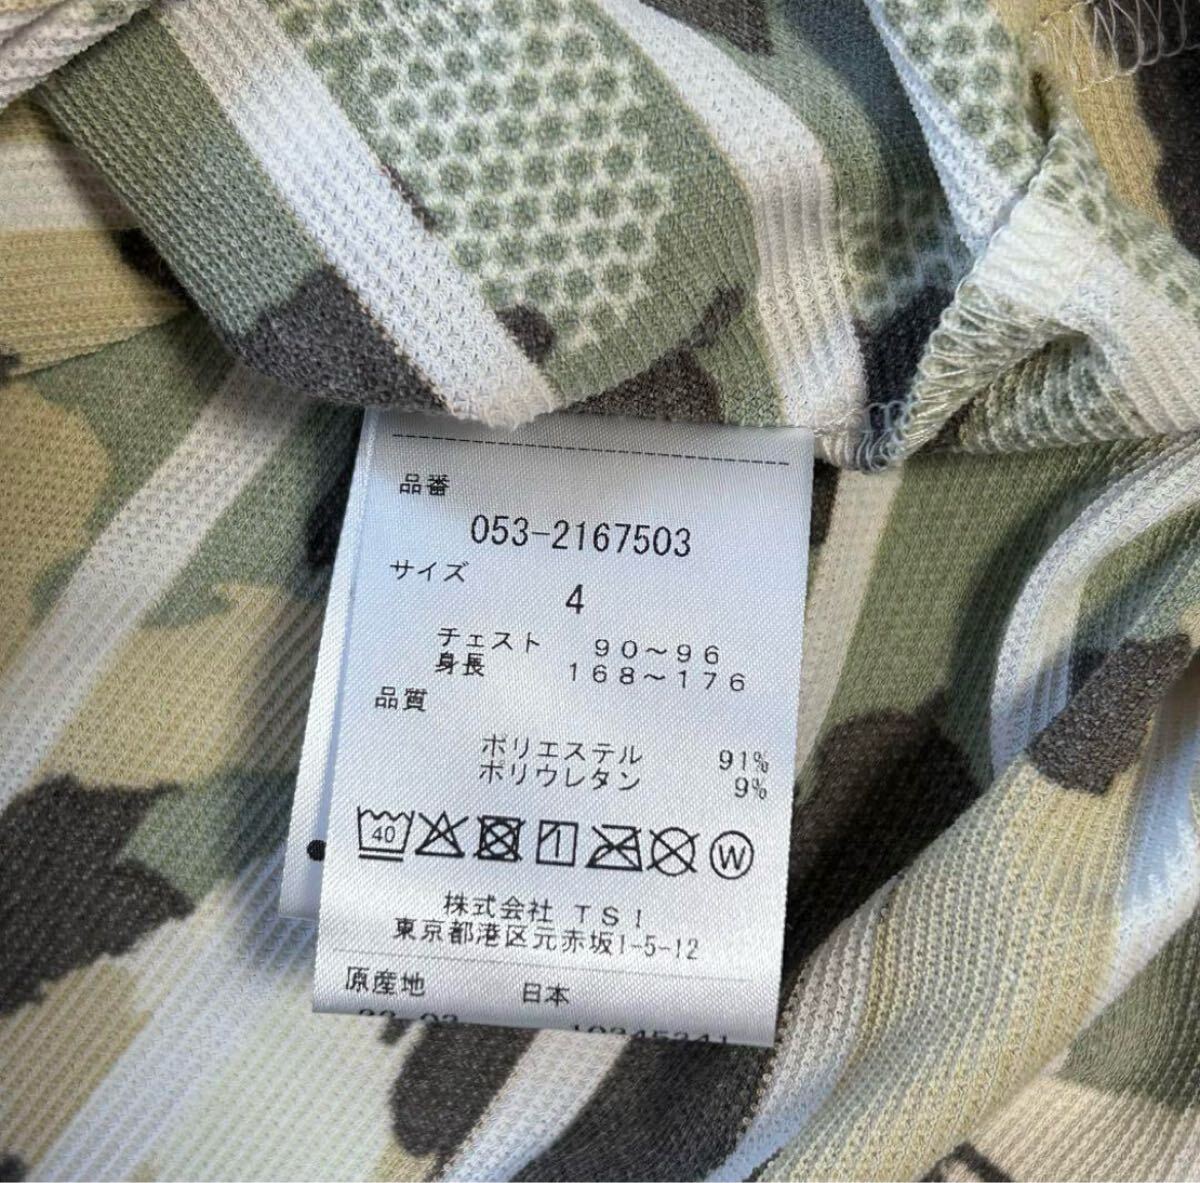 品番
053-2167503
サイズ
4
チェスト 90～96
身長 168～176
品質
ポリエステル 91%
ポリウレタン 9%
40
W
株式会社 TSI
東京都港区元赤坂1-5-12
原産地 日本